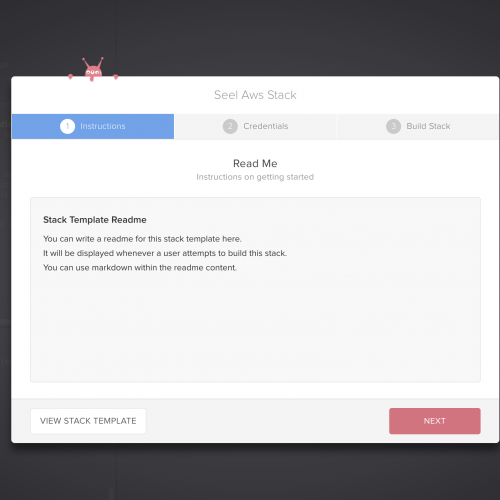 Seel Aws Stack
1 Instructions
2 Credentials
3 Build Stack
Read Me
Instructions on getting started
Stack Template Readme
You can write a readme for this stack template here.
It will be displayed whenever a user attempts to build this stack.
You can use markdown within the readme content.
VIEW STACK TEMPLATE
NEXT